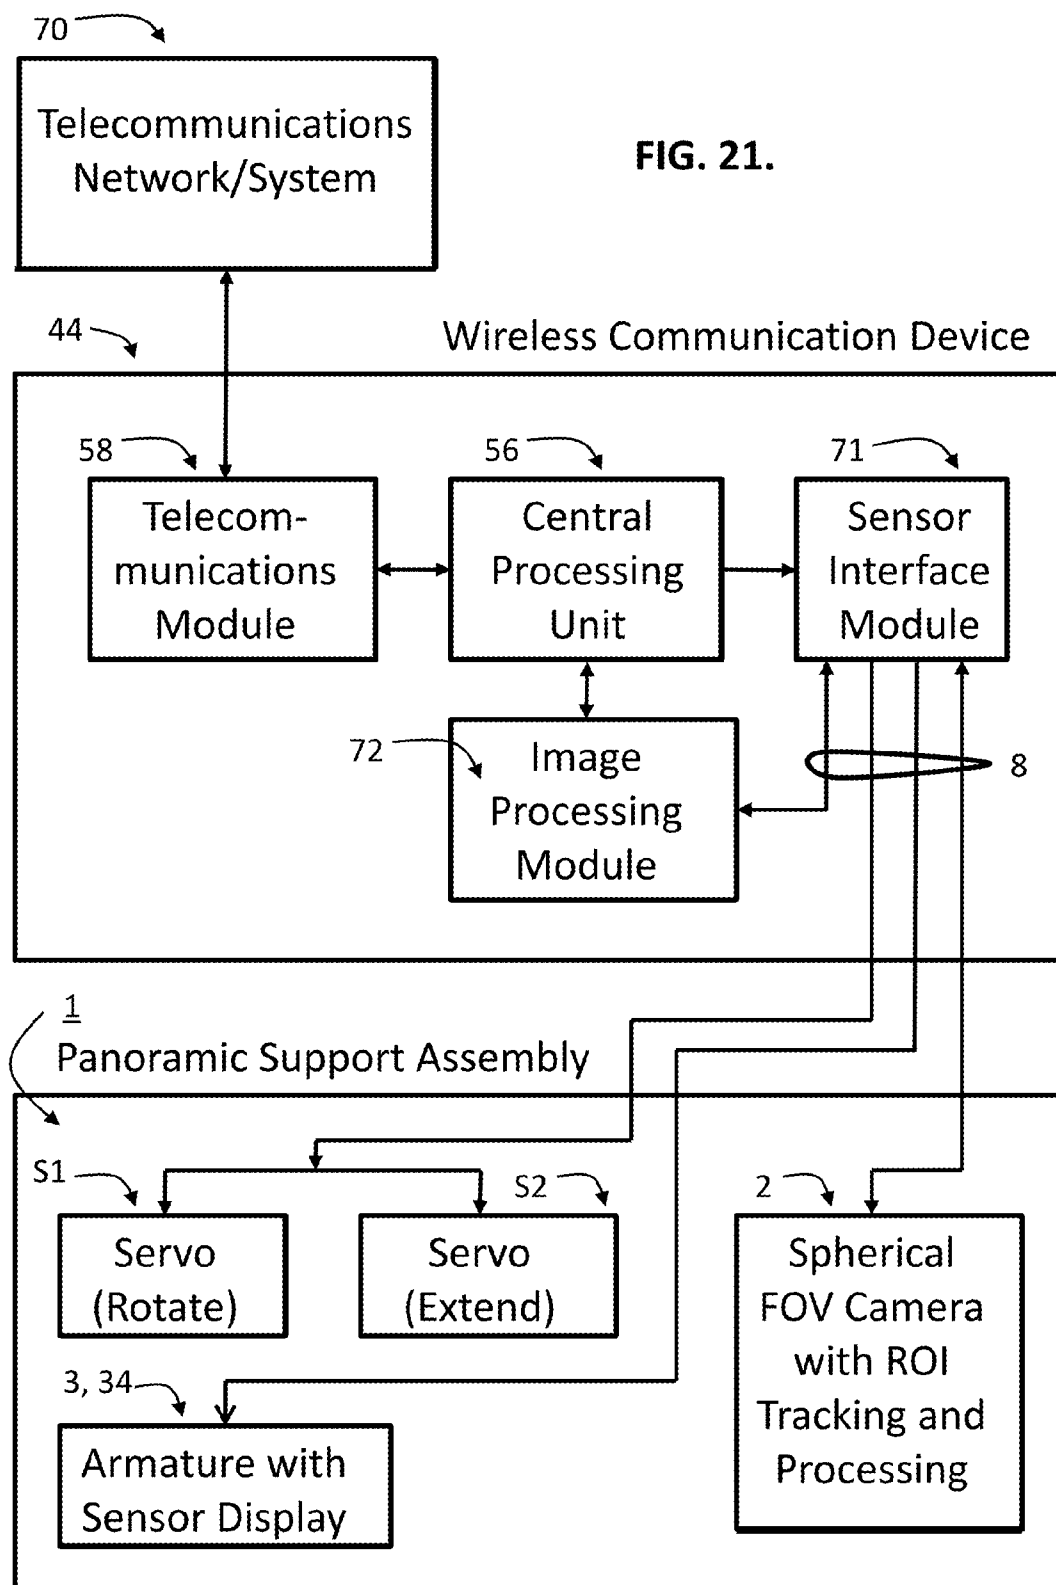 70
Telecommunications
Network/System
FIG. 21.
44
Wireless Communication Device
58
Telecom-
munications
Module
56
Central
Processing
Unit
71
Sensor
Interface
Module
72
Image
Processing
Module
8
1
Panoramic Support Assembly
S1
Servo
(Rotate)
S2
Servo
(Extend)
2
Spherical
FOV Camera
with ROI
Tracking and
Processing
3, 34
Armature with
Sensor Display